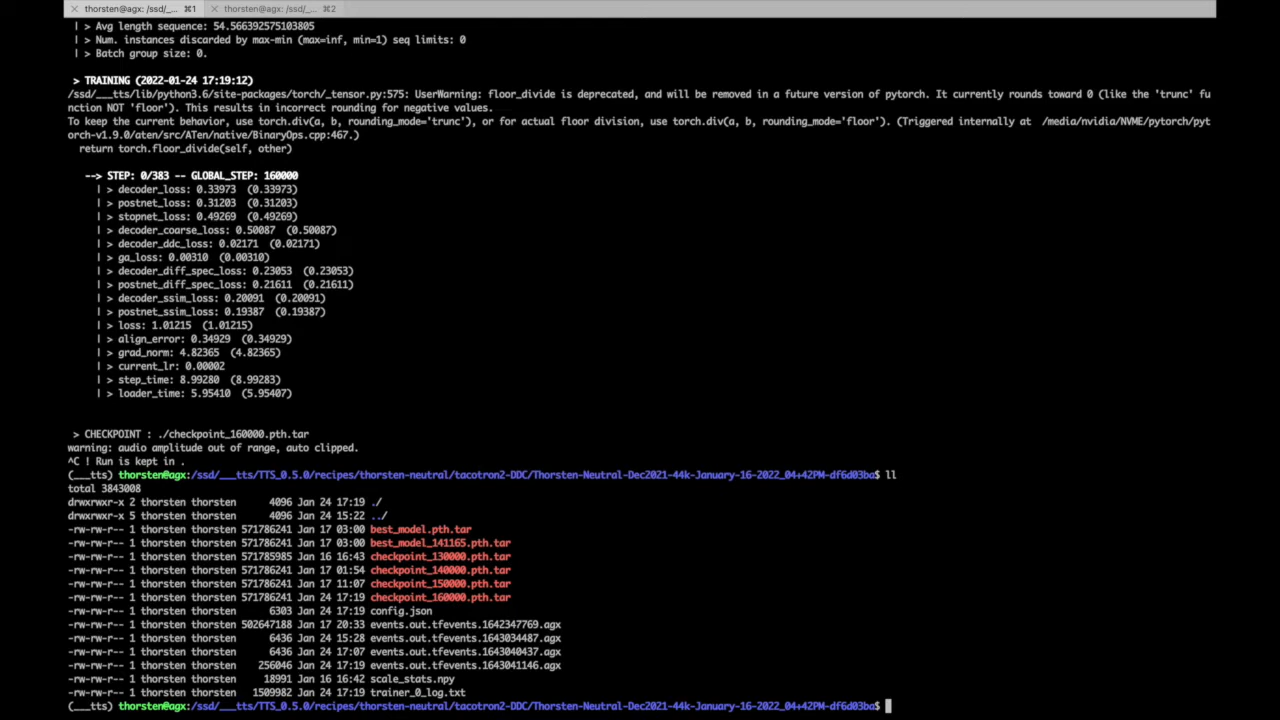 ✕ thorsten@agx: /ssd/_... ⌘1 ✕ thorsten@agx: /ssd/_... ⌘2
| > Avg length sequence: 54.566392575103805
| > Num. instances discarded by max-min (max=inf, min=1) seq limits: 0
| > Batch group size: 0.
> TRAINING (2022-01-24 17:19:12)
/ssd/___tts/lib/python3.6/site-packages/torch/_tensor.py:575: UserWarning: floor_divide is deprecated, and will be removed in a future version of pytorch. It currently rounds toward 0 (like the 'trunc' fu
nction NOT 'floor'). This results in incorrect rounding for negative values.
To keep the current behavior, use torch.div(a, b, rounding_mode='trunc'), or for actual floor division, use torch.div(a, b, rounding_mode='floor'). (Triggered internally at  /media/nvidia/NVME/pytorch/pyt
orch-v1.9.0/aten/src/ATen/native/BinaryOps.cpp:467.)
return torch.floor_divide(self, other)
--> STEP: 0/383 -- GLOBAL_STEP: 160000
| > decoder_loss: 0.33973  (0.33973)
| > postnet_loss: 0.31203  (0.31203)
| > stopnet_loss: 0.49269  (0.49269)
| > decoder_coarse_loss: 0.50087  (0.50087)
| > decoder_ddc_loss: 0.02171  (0.02171)
| > ga_loss: 0.00310  (0.00310)
| > decoder_diff_spec_loss: 0.23053  (0.23053)
| > postnet_diff_spec_loss: 0.21611  (0.21611)
| > decoder_ssim_loss: 0.20091  (0.20091)
| > postnet_ssim_loss: 0.19387  (0.19387)
| > loss: 1.01215  (1.01215)
| > align_error: 0.34929  (0.34929)
| > grad_norm: 4.82365  (4.82365)
| > current_lr: 0.00002
| > step_time: 8.99280  (8.99283)
| > loader_time: 5.95410  (5.95407)
> CHECKPOINT : ./checkpoint_160000.pth.tar
warning: audio amplitude out of range, auto clipped.
^C ! Run is kept in .
(___tts) thorsten@agx:/ssd/___tts/TTS_0.5.0/recipes/thorsten-neutral/tacotron2-DDC/Thorsten-Neutral-Dec2021-44k-January-16-2022_04+42PM-df6d03ba$ ll
total 3843008
drwxrwxr-x 2 thorsten thorsten      4096 Jan 24 17:19 ./
drwxrwxr-x 5 thorsten thorsten      4096 Jan 24 15:22 ../
-rw-rw-r-- 1 thorsten thorsten 571786241 Jan 17 03:00 best_model.pth.tar
-rw-rw-r-- 1 thorsten thorsten 571786241 Jan 17 03:00 best_model_141165.pth.tar
-rw-rw-r-- 1 thorsten thorsten 571785985 Jan 16 16:43 checkpoint_130000.pth.tar
-rw-rw-r-- 1 thorsten thorsten 571786241 Jan 17 01:54 checkpoint_140000.pth.tar
-rw-rw-r-- 1 thorsten thorsten 571786241 Jan 17 11:07 checkpoint_150000.pth.tar
-rw-rw-r-- 1 thorsten thorsten 571786241 Jan 24 17:19 checkpoint_160000.pth.tar
-rw-rw-r-- 1 thorsten thorsten      6303 Jan 24 17:19 config.json
-rw-rw-r-- 1 thorsten thorsten 502647188 Jan 17 20:33 events.out.tfevents.1642347769.agx
-rw-rw-r-- 1 thorsten thorsten      6436 Jan 24 15:28 events.out.tfevents.1643034487.agx
-rw-rw-r-- 1 thorsten thorsten      6436 Jan 24 17:07 events.out.tfevents.1643040437.agx
-rw-rw-r-- 1 thorsten thorsten    256046 Jan 24 17:19 events.out.tfevents.1643041146.agx
-rw-rw-r-- 1 thorsten thorsten     18991 Jan 16 16:42 scale_stats.npy
-rw-rw-r-- 1 thorsten thorsten   1509982 Jan 24 17:19 trainer_0_log.txt
(___tts) thorsten@agx:/ssd/___tts/TTS_0.5.0/recipes/thorsten-neutral/tacotron2-DDC/Thorsten-Neutral-Dec2021-44k-January-16-2022_04+42PM-df6d03ba$